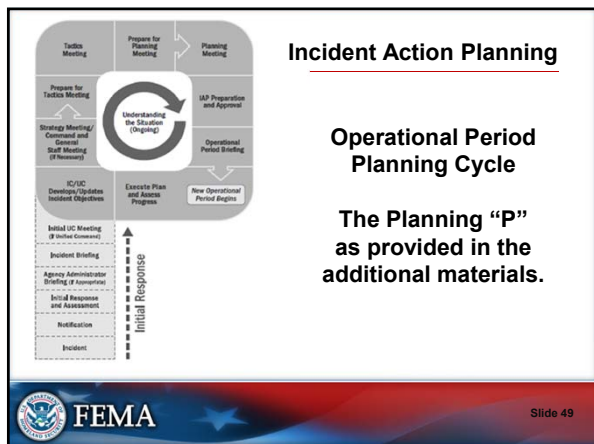 Incident Action Planning
Operational Period
Planning Cycle
The Planning “P”
as provided in the
additional materials.
Tactics
Meeting
Prepare for
Planning
Meeting
Planning
Meeting
Prepare for
Tactics Meeting
IAP Preparation
and Approval
Understanding
the Situation
(Ongoing)
Strategy Meeting/
Command and
General
Staff Meeting
(If Necessary)
Operational
Period Briefing
IC/UC
Develops/Updates
Incident Objectives
Execute Plan
and Assess
Progress
New Operational
Period Begins
Initial UC Meeting
(If Unified Command)
Incident Briefing
Agency Administrator
Briefing (If Appropriate)
Initial Response
and Assessment
Notification
Incident
Initial Response
U.S. DEPARTMENT OF
HOMELAND SECURITY
FEMA
Slide 49